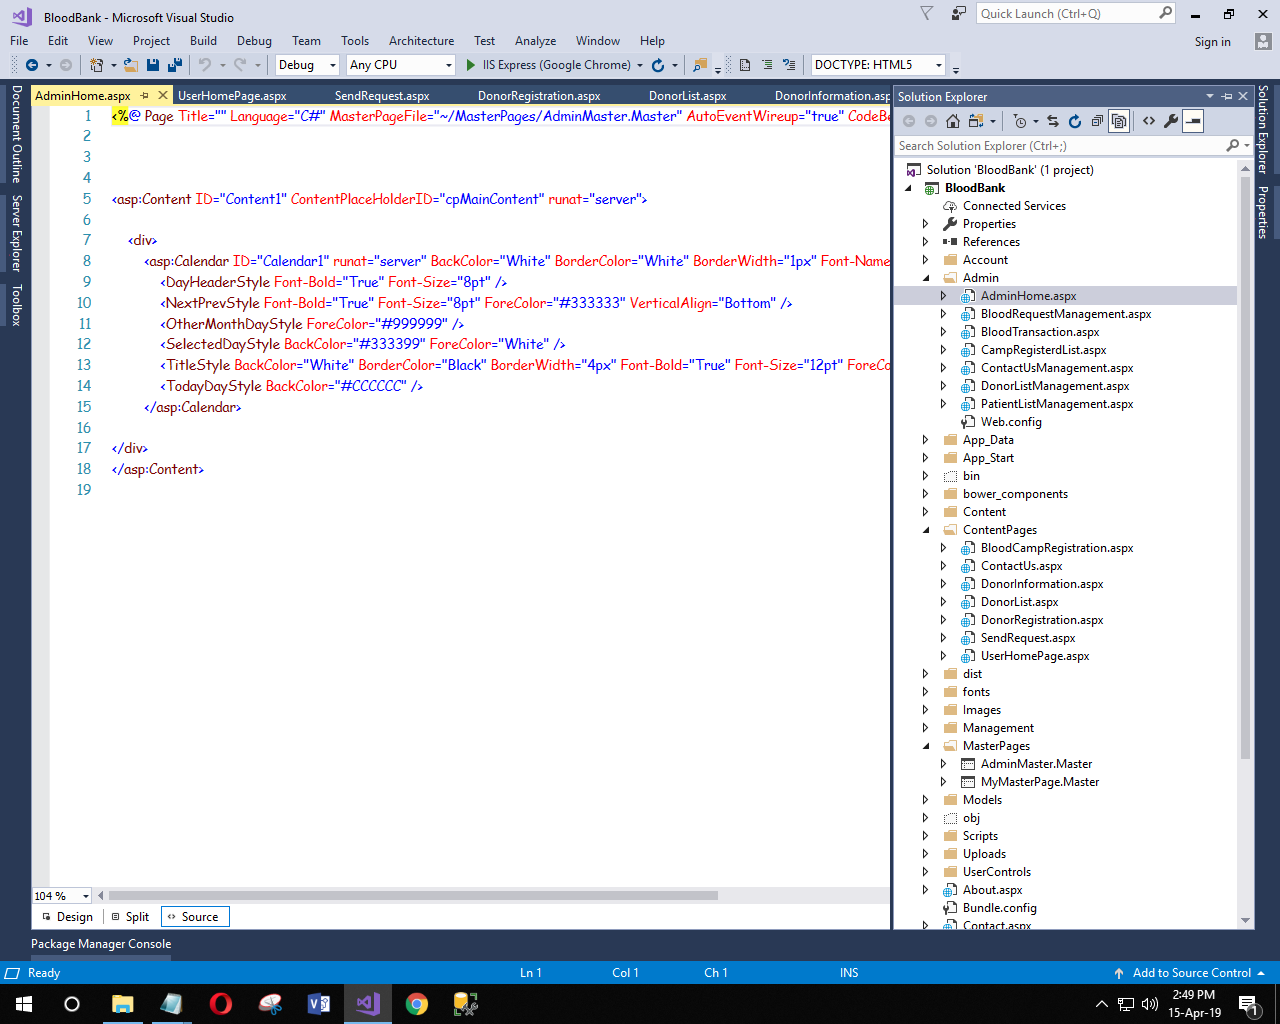 BloodBank - Microsoft Visual Studio
Quick Launch (Ctrl+Q)
File Edit View Project Build Debug Team Tools Architecture Test Analyze Window Help
Sign in
Debug Any CPU IIS Express (Google Chrome) DOCTYPE: HTML5
AdminHome.aspx UserHomePage.aspx SendRequest.aspx DonorRegistration.aspx DonorList.aspx DonorInformation.asp
Document Outline
Server Explorer
Toolbox
1 <%@ Page Title="" Language="C#" MasterPageFile="~/MasterPages/AdminMaster.Master" AutoEventWireup="true" CodeBe
2
3
4
5 <asp:Content ID="Content1" ContentPlaceHolderID="cpMainContent" runat="server">
6
7 <div>
8 <asp:Calendar ID="Calendar1" runat="server" BackColor="White" BorderColor="White" BorderWidth="1px" Font-Name
9 <DayHeaderStyle Font-Bold="True" Font-Size="8pt" />
10 <NextPrevStyle Font-Bold="True" Font-Size="8pt" ForeColor="#333333" VerticalAlign="Bottom" />
11 <OtherMonthDayStyle ForeColor="#999999" />
12 <SelectedDayStyle BackColor="#333399" ForeColor="White" />
13 <TitleStyle BackColor="White" BorderColor="Black" BorderWidth="4px" Font-Bold="True" Font-Size="12pt" ForeCo
14 <TodayDayStyle BackColor="#CCCCCC" />
15 </asp:Calendar>
16
17 </div>
18 </asp:Content>
19
104 %
Design Split Source
Package Manager Console
Solution Explorer
Search Solution Explorer (Ctrl+;)
Solution 'BloodBank' (1 project)
BloodBank
Connected Services
Properties
References
Account
Admin
AdminHome.aspx
BloodRequestManagement.aspx
BloodTransaction.aspx
CampRegisterdList.aspx
ContactUsManagement.aspx
DonorListManagement.aspx
PatientListManagement.aspx
Web.config
App_Data
App_Start
bin
bower_components
Content
ContentPages
BloodCampRegistration.aspx
ContactUs.aspx
DonorInformation.aspx
DonorList.aspx
DonorRegistration.aspx
SendRequest.aspx
UserHomePage.aspx
dist
fonts
Images
Management
MasterPages
AdminMaster.Master
MyMasterPage.Master
Models
obj
Scripts
Uploads
UserControls
About.aspx
Bundle.config
Contact.aspx
Solution Explorer
Properties
Ready Ln 1 Col 1 Ch 1 INS Add to Source Control
2:49 PM
15-Apr-19
1